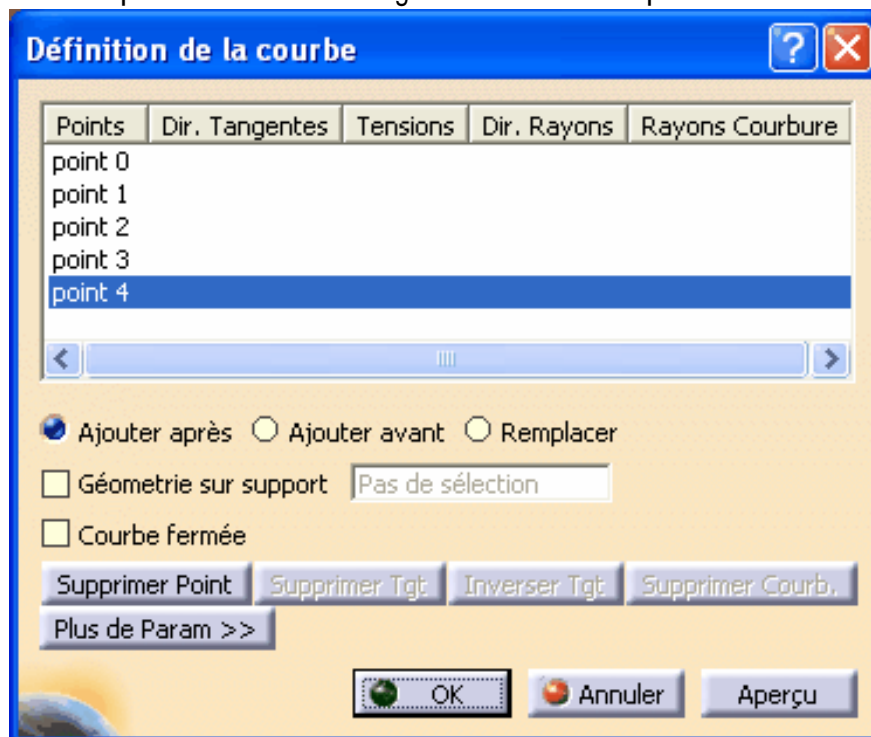 Définition de la courbe
Points Dir. Tangentes Tensions Dir. Rayons Rayons Courbure
point 0
point 1
point 2
point 3
point 4
Ajouter après Ajouter avant Remplacer
Géometrie sur support Pas de sélection
Courbe fermée
Supprimer Point Supprimer Tgt Inverser Tgt Supprimer Courb.
Plus de Param >>
OK Annuler Aperçu